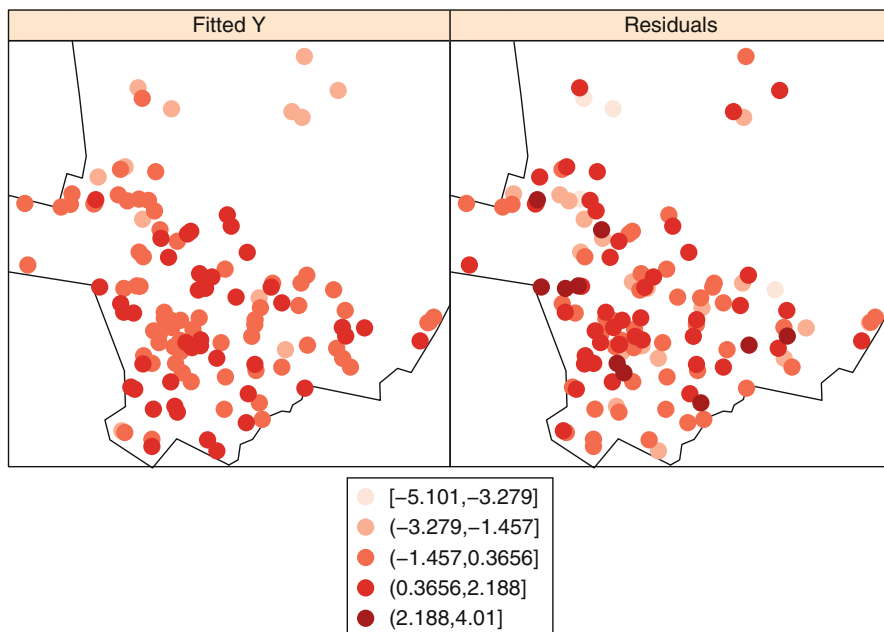 Fitted Y
Residuals
[−5.101,−3.279]
(−3.279,−1.457]
(−1.457,0.3656]
(0.3656,2.188]
(2.188,4.01]